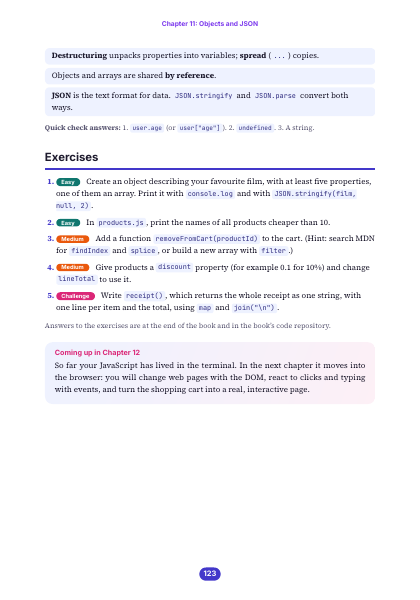 Chapter 11: Objects and JSON
Destructuring unpacks properties into variables; spread ( ... ) copies.
Objects and arrays are shared by reference.
JSON is the text format for data. JSON.stringify and JSON.parse convert both
ways.
Quick check answers: 1. user.age (or user["age"] ). 2. undefined . 3. A string.
Exercises
1. Easy Create an object describing your favourite film, with at least five properties,
one of them an array. Print it with console.log and with JSON.stringify(film,
null, 2) .
2. Easy In products.js , print the names of all products cheaper than 10.
3. Medium Add a function removeFromCart(productId) to the cart. (Hint: search MDN
for findIndex and splice , or build a new array with filter .)
4. Medium Give products a discount property (for example 0.1 for 10%) and change
lineTotal to use it.
5. Challenge Write receipt() , which returns the whole receipt as one string, with
one line per item and the total, using map and join("\n") .
Answers to the exercises are at the end of the book and in the book's code repository.
Coming up in Chapter 12
So far your JavaScript has lived in the terminal. In the next chapter it moves into
the browser: you will change web pages with the DOM, react to clicks and typing
with events, and turn the shopping cart into a real, interactive page.
123